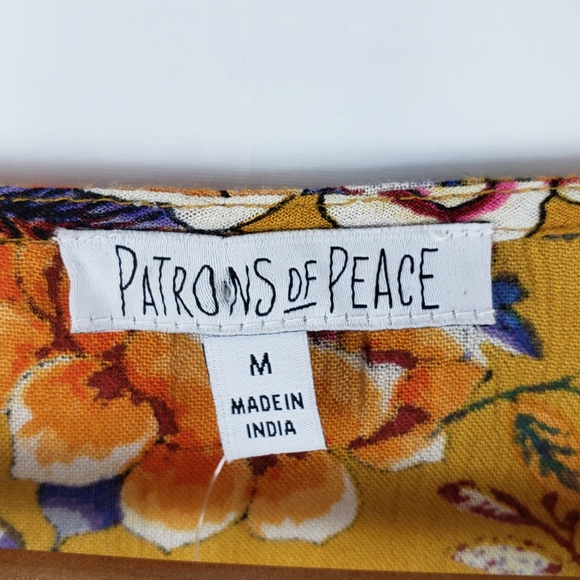 PATRONS OF PEACE
M
MADE IN
INDIA